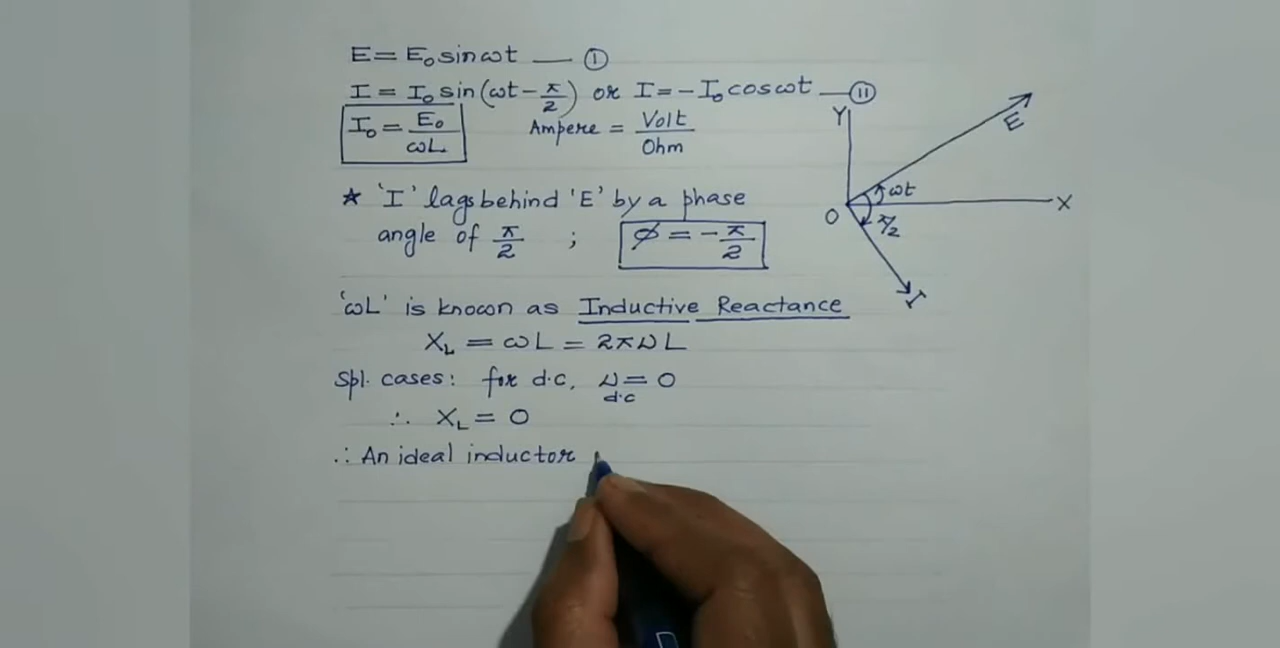 E = E₀ sin ωt — ①
I = I₀ sin(ωt − π/2) or I = − I₀ cos ωt — ⑪
I₀ = E₀/ωL Ampere = Volt/Ohm
★ 'I' lags behind 'E' by a phase
angle of π/2 ; ø = − π/2
'ωL' is known as Inductive Reactance
X_L = ωL = 2πνL
Spl. cases: for d.c, ν_d.c = 0
∴ X_L = 0
∴ An ideal inductor
Y
E
ωt
O
X
π/2
I